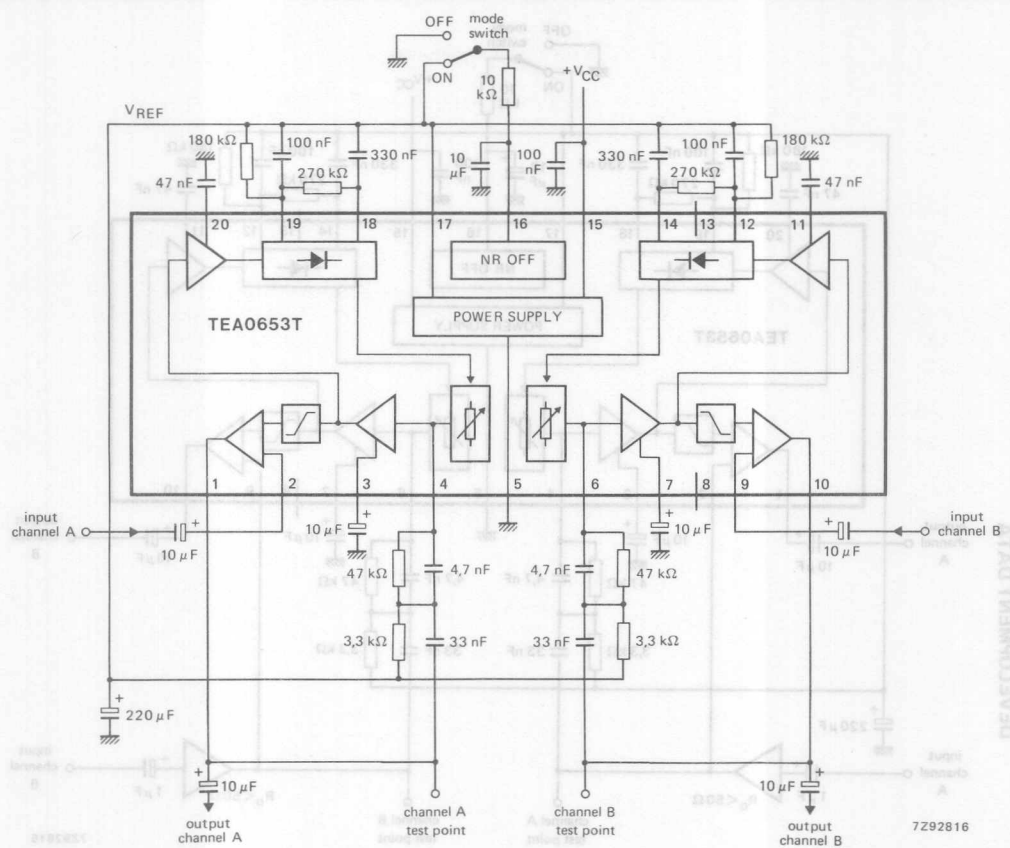 OFF
mode
switch
ON
10
kΩ
+VCC
VREF
180 kΩ
100 nF
330 nF
10
μF
100
nF
330 nF
100 nF
180 kΩ
47 nF
270 kΩ
270 kΩ
47 nF
20
19
18
17
16
15
14
13
12
11
NR OFF
POWER SUPPLY
TEA0653T
1
2
3
4
5
6
7
8
9
10
input
channel A
+
10 μF
10 μF
+
+
10 μF
+
10 μF
input
channel B
47 kΩ
4,7 nF
4,7 nF
47 kΩ
3,3 kΩ
33 nF
33 nF
3,3 kΩ
+
220 μF
+
10 μF
10 μF
+
output
channel A
channel A
test point
channel B
test point
output
channel B
7Z92816
DEVELOPMENT DATA